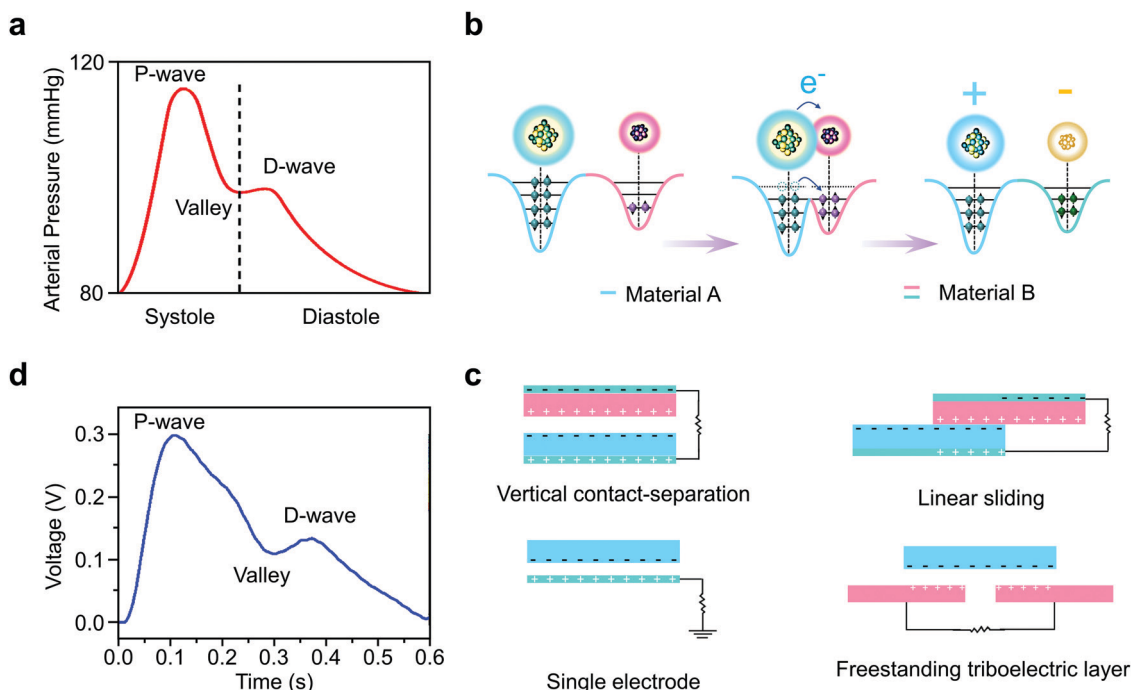 a
120
P-wave
D-wave
Valley
80
Systole
Diastole
Arterial Pressure (mmHg)
b
e-
+
-
Material A
Material B
d
P-wave
0.3
0.2
0.1
0.0
D-wave
Valley
Voltage (V)
0.0 0.1 0.2 0.3 0.4 0.5 0.6
Time (s)
c
Vertical contact-separation
Linear sliding
Single electrode
Freestanding triboelectric layer